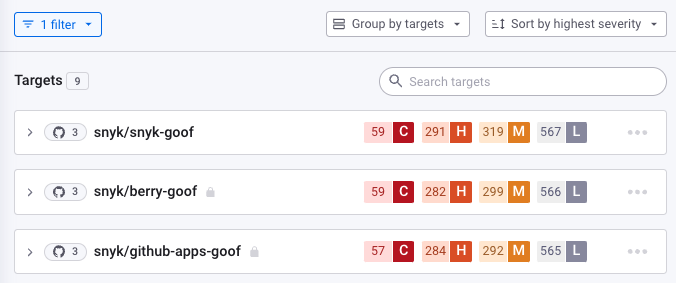 1 filter Group by targets Sort by highest severity
Targets 9 Search targets
3 snyk/snyk-goof 59 C 291 H 319 M 567 L
3 snyk/berry-goof 59 C 282 H 299 M 566 L
3 snyk/github-apps-goof 57 C 284 H 292 M 565 L